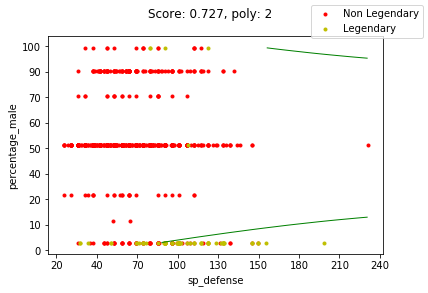 Score: 0.727, poly: 2
Non Legendary
Legendary
percentage_male
100
90
80
70
60
50
40
30
20
10
0
20 40 70 100 130 160 180 210 240
sp_defense